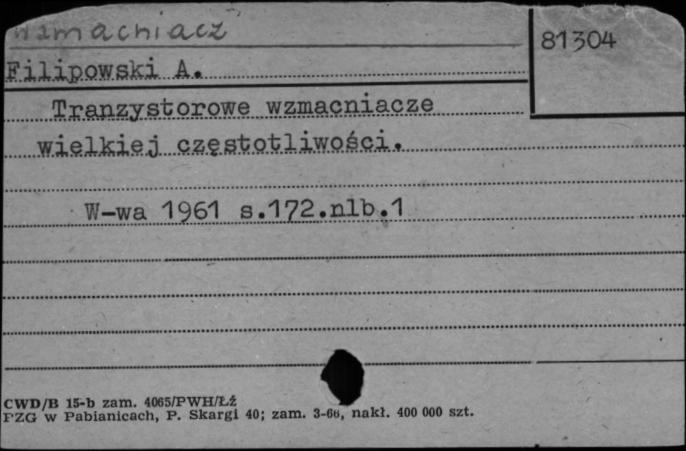 wzmacniacz
81304
Filipowski A.
Tranzystorowe wzmacniacze
wielkiej częstotliwości.
W-wa 1961 s.172.nlb.1
CWD/B 15-b zam. 4065/PWH/Łź
PZG w Pabianicach, P. Skargi 40; zam. 3-66, nakł. 400 000 szt.